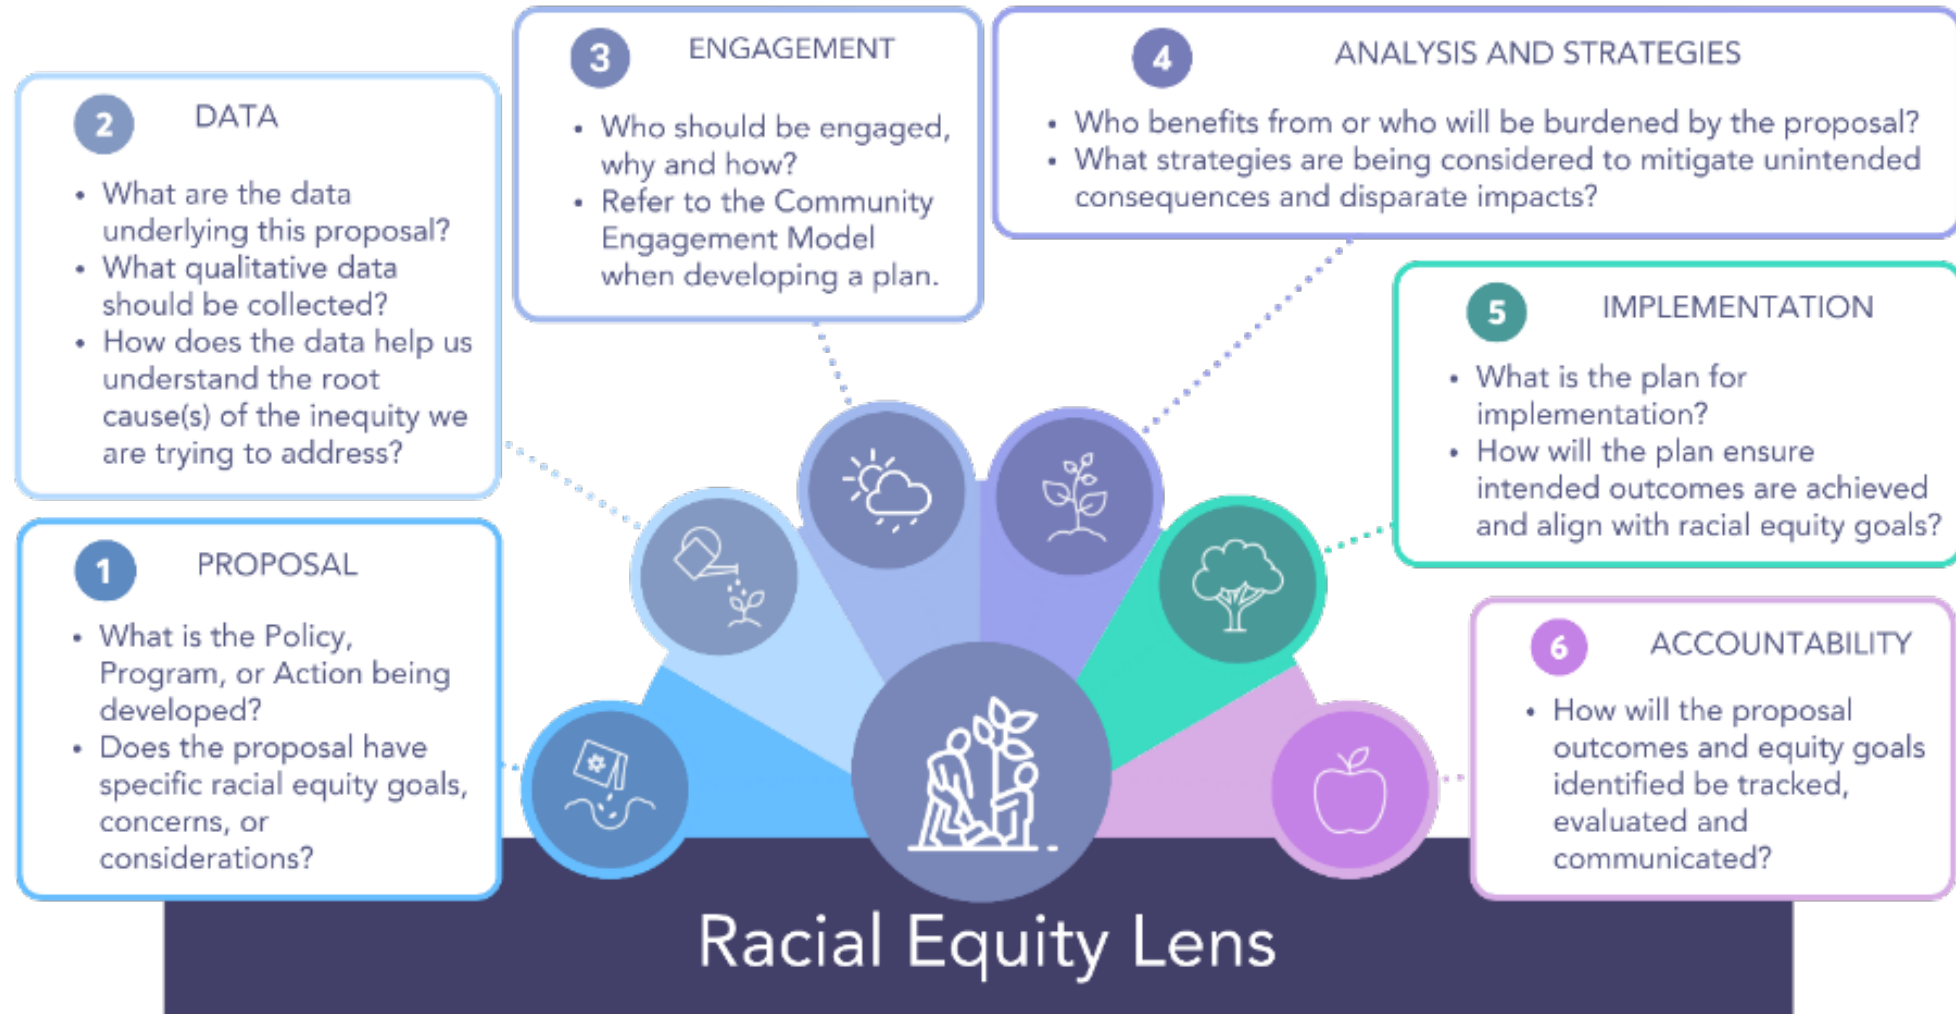 1 PROPOSAL
• What is the Policy,
Program, or Action being
developed?
• Does the proposal have
specific racial equity goals,
concerns, or
considerations?
2 DATA
• What are the data
underlying this proposal?
• What qualitative data
should be collected?
• How does the data help us
understand the root
cause(s) of the inequity we
are trying to address?
3 ENGAGEMENT
• Who should be engaged,
why and how?
• Refer to the Community
Engagement Model
when developing a plan.
4 ANALYSIS AND STRATEGIES
• Who benefits from or who will be burdened by the proposal?
• What strategies are being considered to mitigate unintended
consequences and disparate impacts?
5 IMPLEMENTATION
• What is the plan for
implementation?
• How will the plan ensure
intended outcomes are achieved
and align with racial equity goals?
6 ACCOUNTABILITY
• How will the proposal
outcomes and equity goals
identified be tracked,
evaluated and
communicated?
Racial Equity Lens